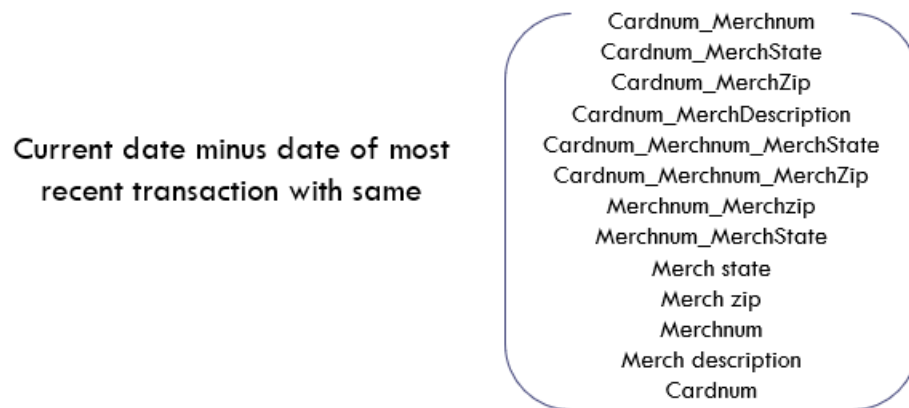 Current date minus date of most
recent transaction with same
Cardnum_Merchnum
Cardnum_MerchState
Cardnum_MerchZip
Cardnum_MerchDescription
Cardnum_Merchnum_MerchState
Cardnum_Merchnum_MerchZip
Merchnum_Merchzip
Merchnum_MerchState
Merch state
Merch zip
Merchnum
Merch description
Cardnum